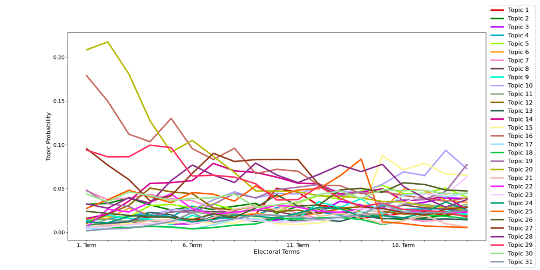 Topic 1
Topic 2
Topic 3
Topic 4
Topic 5
Topic 6
Topic 7
Topic 8
Topic 9
Topic 10
Topic 11
Topic 12
Topic 13
Topic 14
Topic 15
Topic 16
Topic 17
Topic 18
Topic 19
Topic 20
Topic 21
Topic 22
Topic 23
Topic 24
Topic 25
Topic 26
Topic 27
Topic 28
Topic 29
Topic 30
Topic 31
0.20
0.15
0.10
0.05
0.00
Topic Probability
1. Term
6. Term
11. Term
16. Term
Electoral Terms